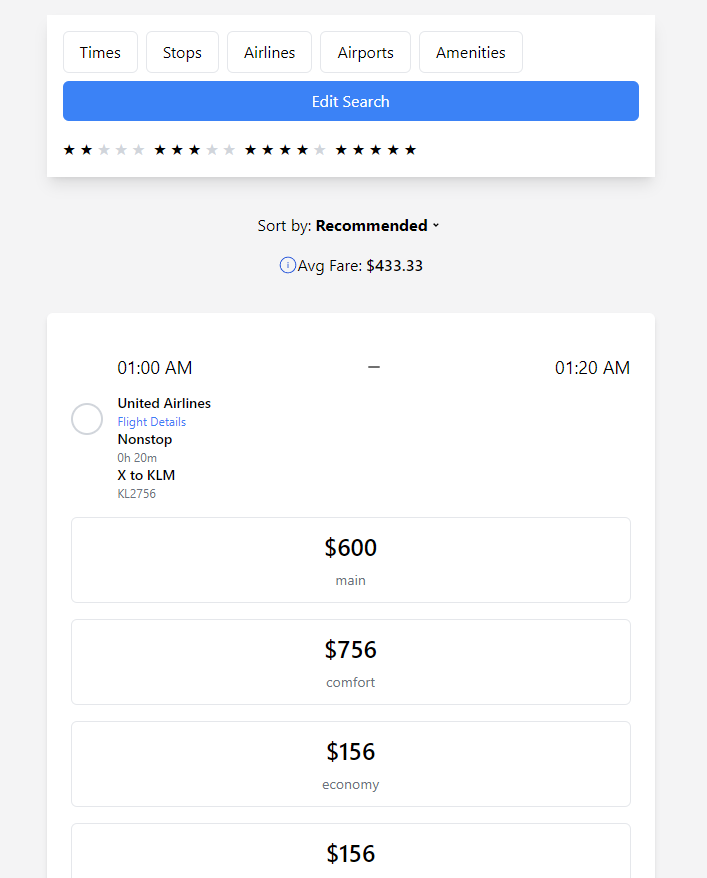 Times Stops Airlines Airports Amenities
Edit Search
Sort by: Recommended
Avg Fare: $433.33
01:00 AM — 01:20 AM
United Airlines
Flight Details
Nonstop
0h 20m
X to KLM
KL2756
$600
main
$756
comfort
$156
economy
$156